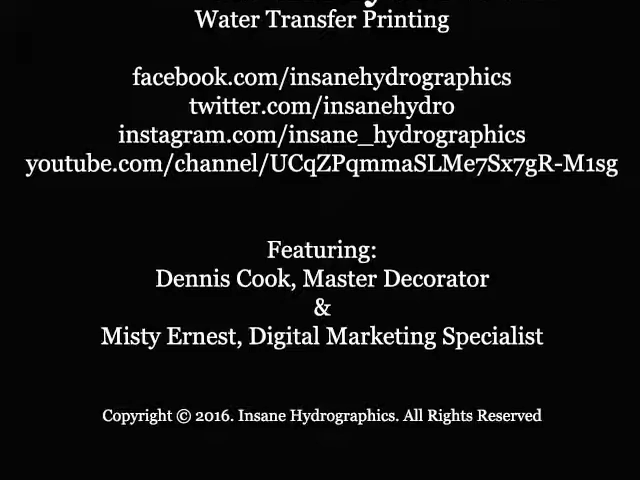 Water Transfer Printing
facebook.com/insanehydrographics
twitter.com/insanehydro
instagram.com/insane_hydrographics
youtube.com/channel/UCqZPqmmaSLMe7Sx7gR-M1sg
Featuring:
Dennis Cook, Master Decorator
&
Misty Ernest, Digital Marketing Specialist
Copyright © 2016. Insane Hydrographics. All Rights Reserved